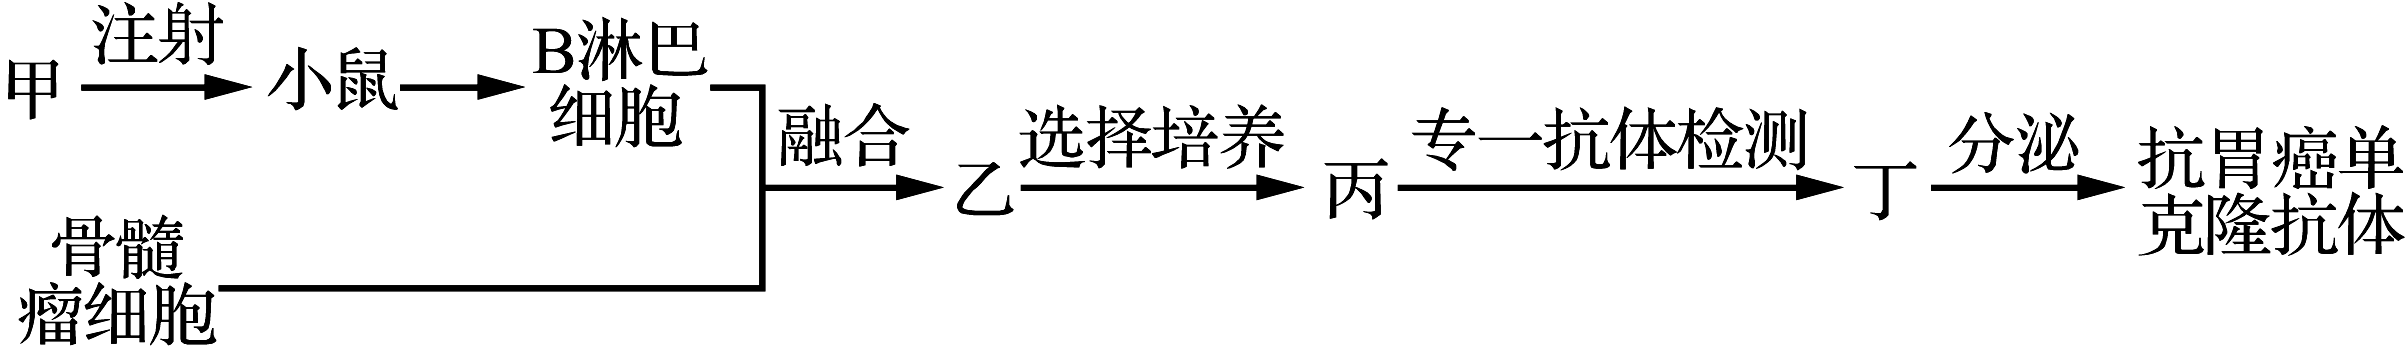 甲
注射
小鼠
B淋巴
细胞
骨髓
瘤细胞
融合
乙
选择培养
丙
专一抗体检测
丁
分泌
抗胃癌单
克隆抗体